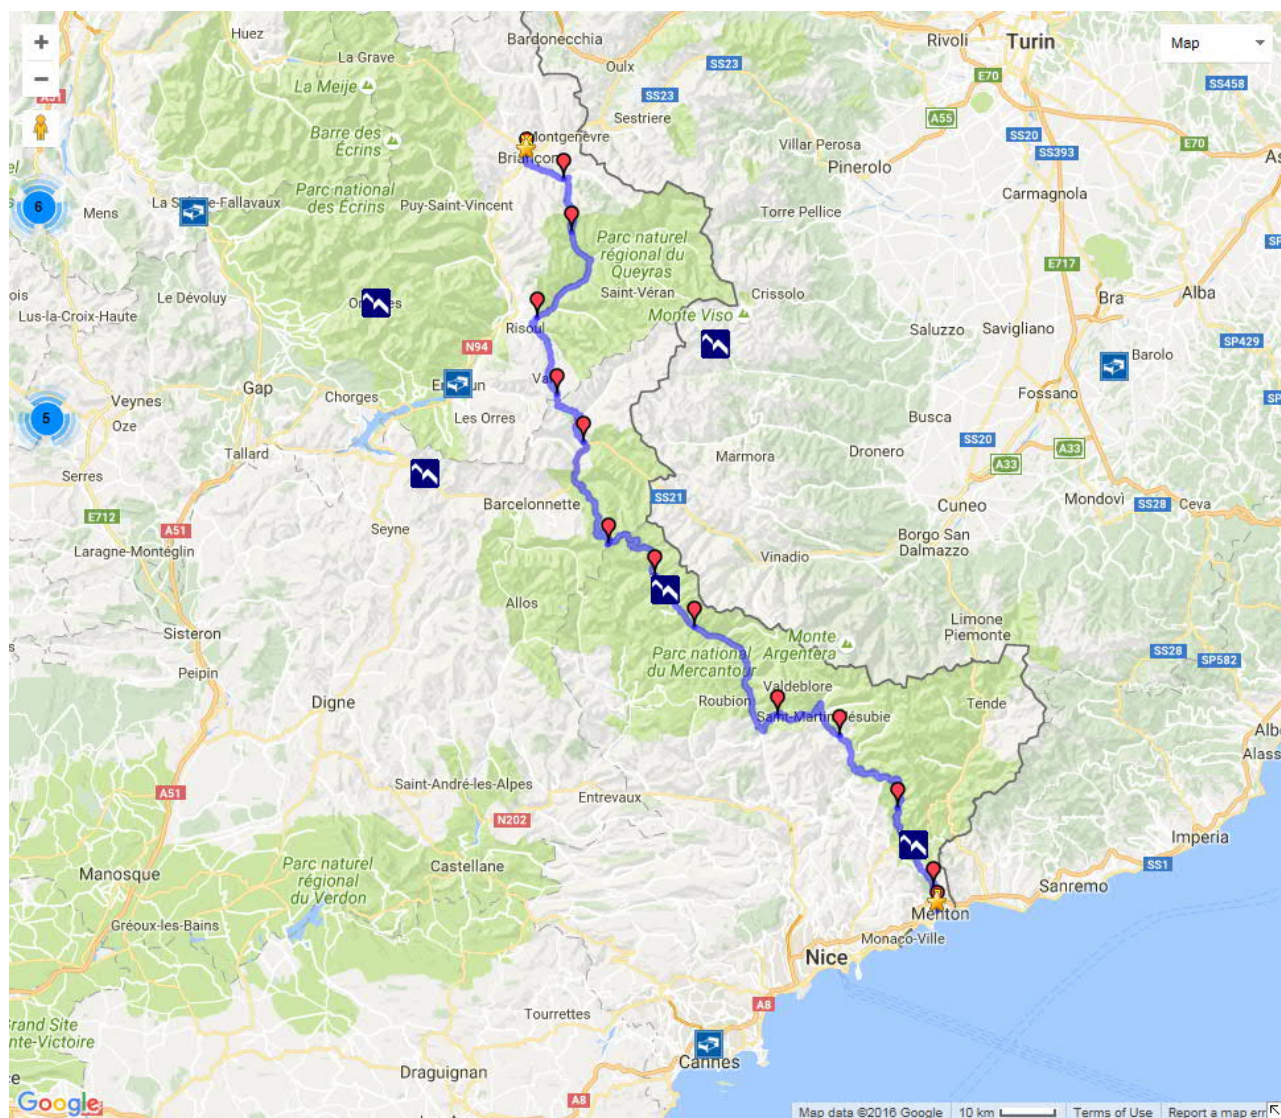 Huez
Bardonecchia
Rivoli
Turin
Map
La Grave
Oulx
SS23
E70
La Meije
SS458
A51
SS23
Sestriere
A55
SS20
Barre des
Écrins
Montgenèvre
Villar Perosa
SS393
E70
Briançon
Pinerolo
Parc national
des Écrins
Puy-Saint-Vincent
Carmagnola
6
Mens
Torre Pellice
Parc naturel
régional du
Queyras
E717
Saint-Véran
Crissolo
Bra
Alba
Le Dévoluy
Lus-la-Croix-Haute
Risoul
Monte Viso
Saluzzo
Savigliano
SP429
N94
Barolo
Gap
Chorges
Fossano
Veynes
Oze
5
Les Orres
Busca
SS20
Tallard
Marmora
Dronero
A33
A33
Serres
Barcelonnette
SS21
Cuneo
Mondovì
SS28
Ceva
E712
A51
Seyne
Laragne-Montéglin
Vinadio
Borgo San
Dalmazzo
Allos
Limone
Piemonte
Sisteron
Monte
Argentera
SS28
SP582
Peipin
Parc national
du Mercantour
Valdeblore
Digne
Roubion
Tende
Saint-Martin-Vésubie
Saint-André-les-Alpes
A51
Entrevaux
N202
Imperia
Castellane
SS1
Manosque
Parc naturel
régional
du Verdon
Sanremo
Menton
Gréoux-les-Bains
Monaco-Ville
Nice
A8
Tourrettes
Cannes
Draguignan
A8
Google
Map data ©2016 Google
10 km
Terms of Use
Report a map